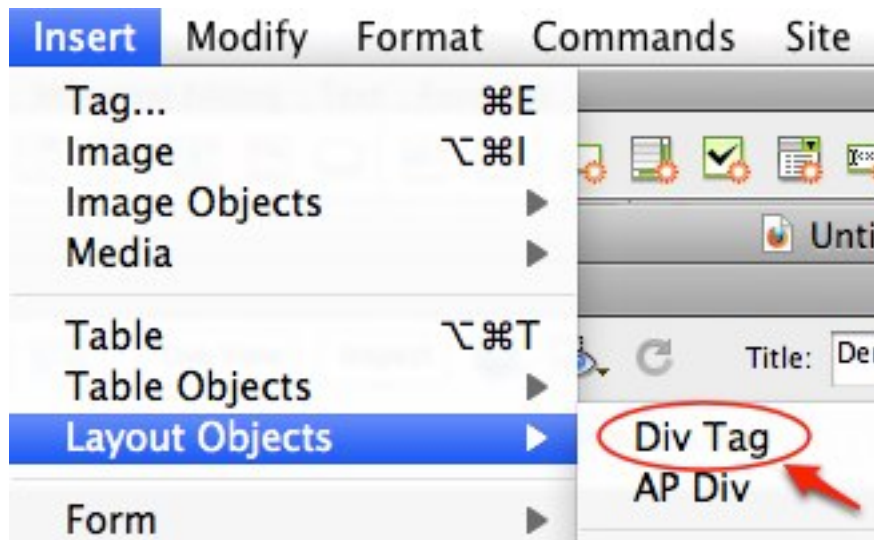 Insert Modify Format Commands Site
Tag... ⌘E
Image ⌥⌘I
Image Objects
Media
Table ⌥⌘T
Table Objects
Layout Objects
Form
Title:
Div Tag
AP Div